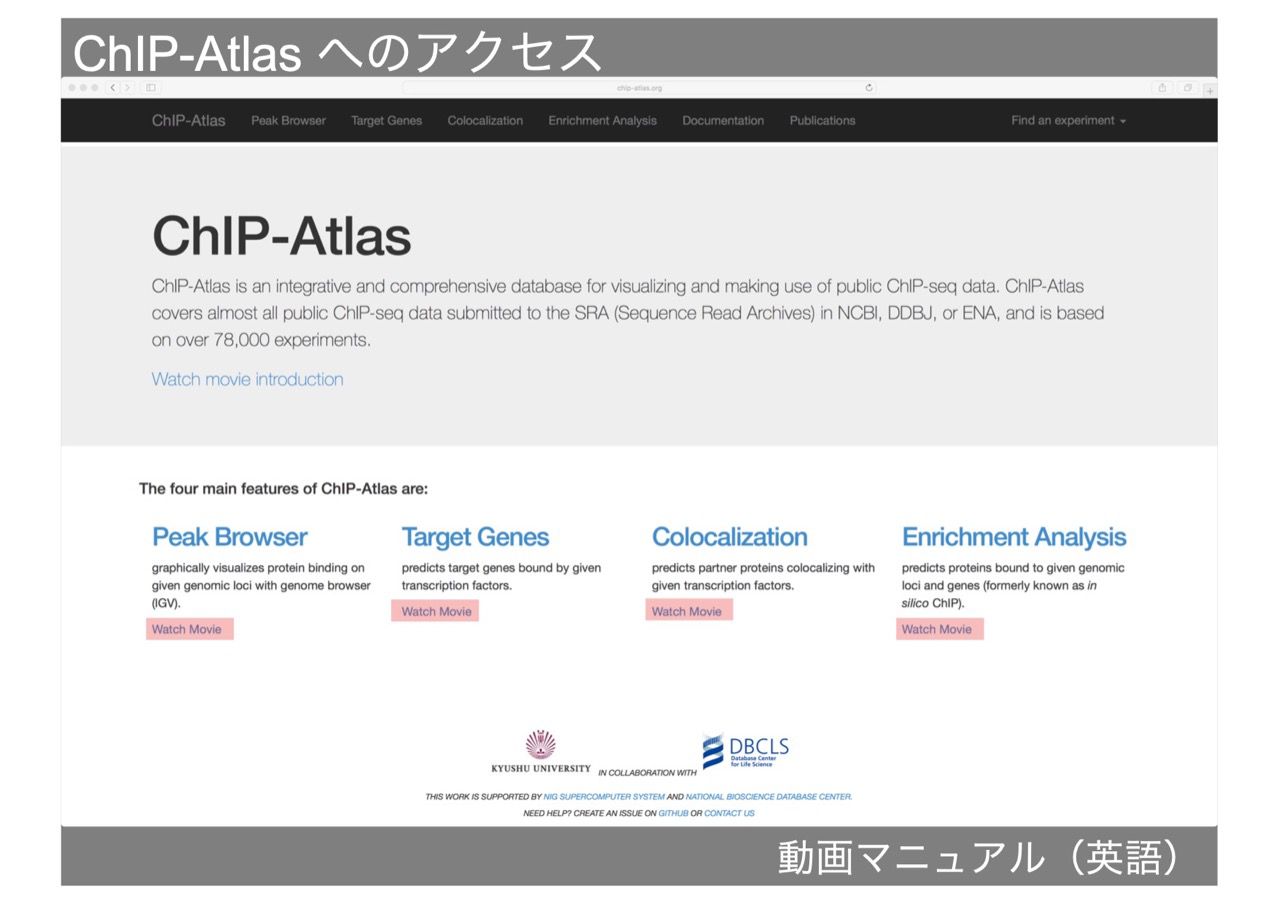 ChIP-Atlas へのアクセス
chip-atlas.org
ChIP-Atlas Peak Browser Target Genes Colocalization Enrichment Analysis Documentation Publications Find an experiment
ChIP-Atlas
ChIP-Atlas is an integrative and comprehensive database for visualizing and making use of public ChIP-seq data. ChIP-Atlas
covers almost all public ChIP-seq data submitted to the SRA (Sequence Read Archives) in NCBI, DDBJ, or ENA, and is based
on over 78,000 experiments.
Watch movie introduction
The four main features of ChIP-Atlas are:
Peak Browser
graphically visualizes protein binding on
given genomic loci with genome browser
(IGV).
Watch Movie
Target Genes
predicts target genes bound by given
transcription factors.
Watch Movie
Colocalization
predicts partner proteins colocalizing with
given transcription factors.
Watch Movie
Enrichment Analysis
predicts proteins bound to given genomic
loci and genes (formerly known as in
silico ChIP).
Watch Movie
KYUSHU UNIVERSITY IN COLLABORATION WITH
DBCLS
Database Center
for Life Science
THIS WORK IS SUPPORTED BY NIG SUPERCOMPUTER SYSTEM AND NATIONAL BIOSCIENCE DATABASE CENTER.
NEED HELP? CREATE AN ISSUE ON GITHUB OR CONTACT US
動画マニュアル（英語）